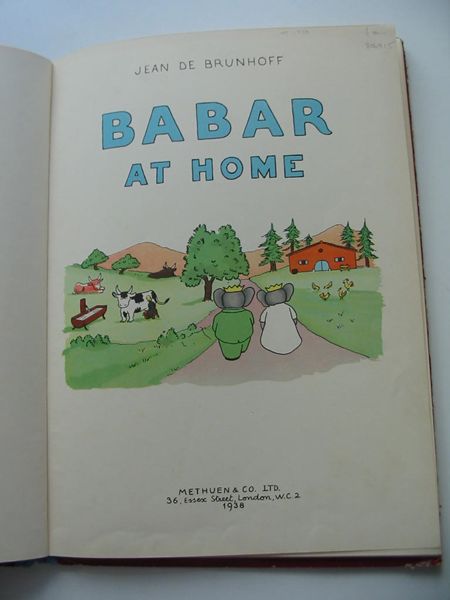 JEAN DE BRUNHOFF
BABAR
AT HOME
METHUEN & CO. LTD.
36, Essex Street, London, W.C.2
1938